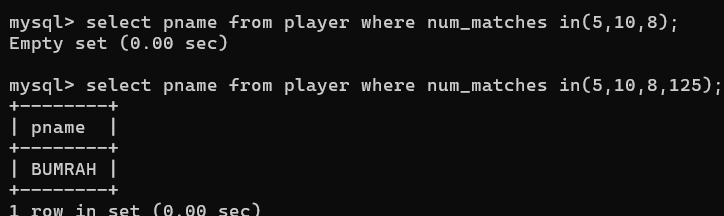 mysql> select pname from player where num_matches in(5,10,8);
Empty set (0.00 sec)
mysql> select pname from player where num_matches in(5,10,8,125);
+--------+
| pname  |
+--------+
| BUMRAH |
+--------+
1 row in set (0.00 sec)